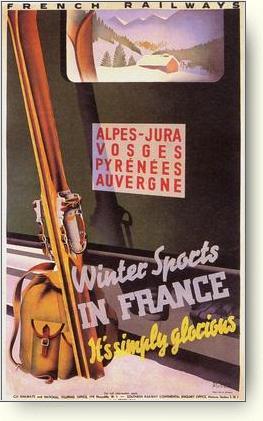 FRENCH RAILWAYS
ALPES-JURA
VOSGES
PYRÉNÉES
AUVERGNE
Winter Sports
IN FRANCE
It's simply glorious